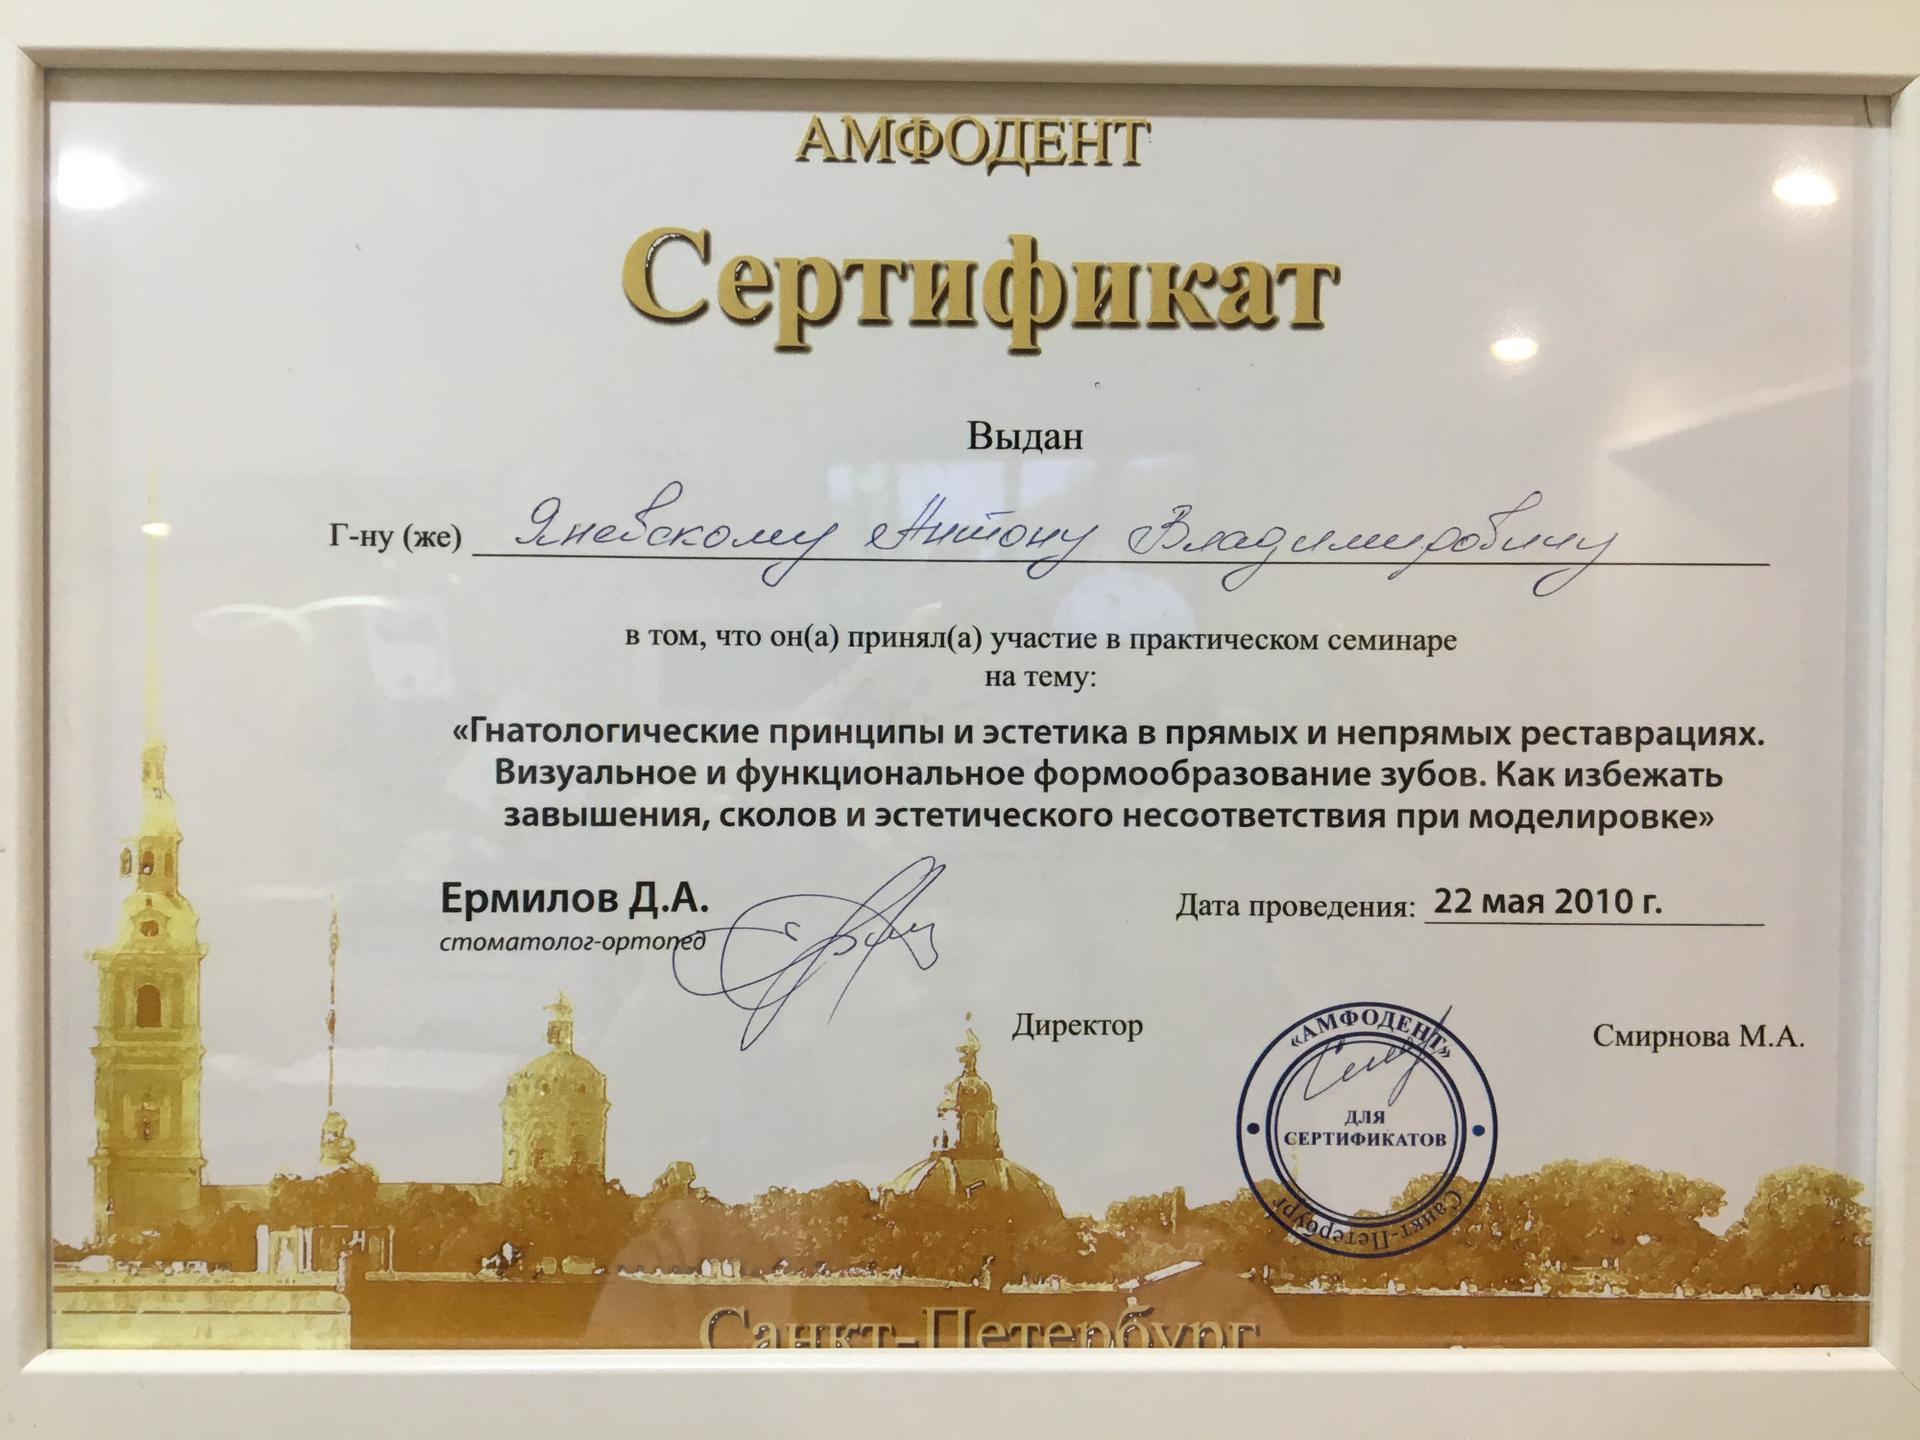 АМФОДЕНТ
Сертификат
Выдан
Г-ну (же) Яневскому Антону Владимировичу
в том, что он(а) принял(а) участие в практическом семинаре
на тему:
«Гнатологические принципы и эстетика в прямых и непрямых реставрациях.
Визуальное и функциональное формообразование зубов. Как избежать
завышения, сколов и эстетического несоответствия при моделировке»
Ермилов Д.А.
стоматолог-ортопед
Дата проведения: 22 мая 2010 г.
Директор
«АМФОДЕНТ»
ДЛЯ
СЕРТИФИКАТОВ
Санкт-Петербург
Смирнова М.А.
Санкт-Петербург